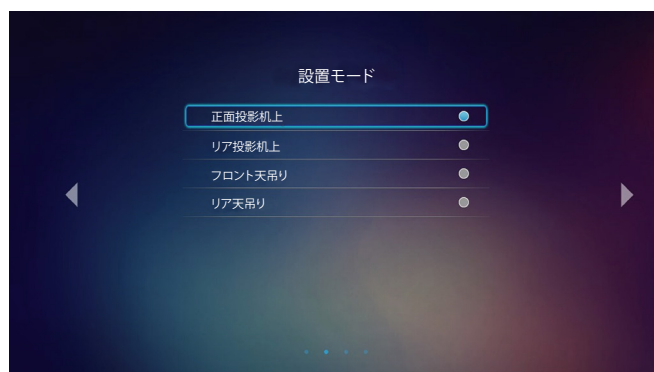 設置モード
正面投影机上
リア投影机上
フロント天吊り
リア天吊り